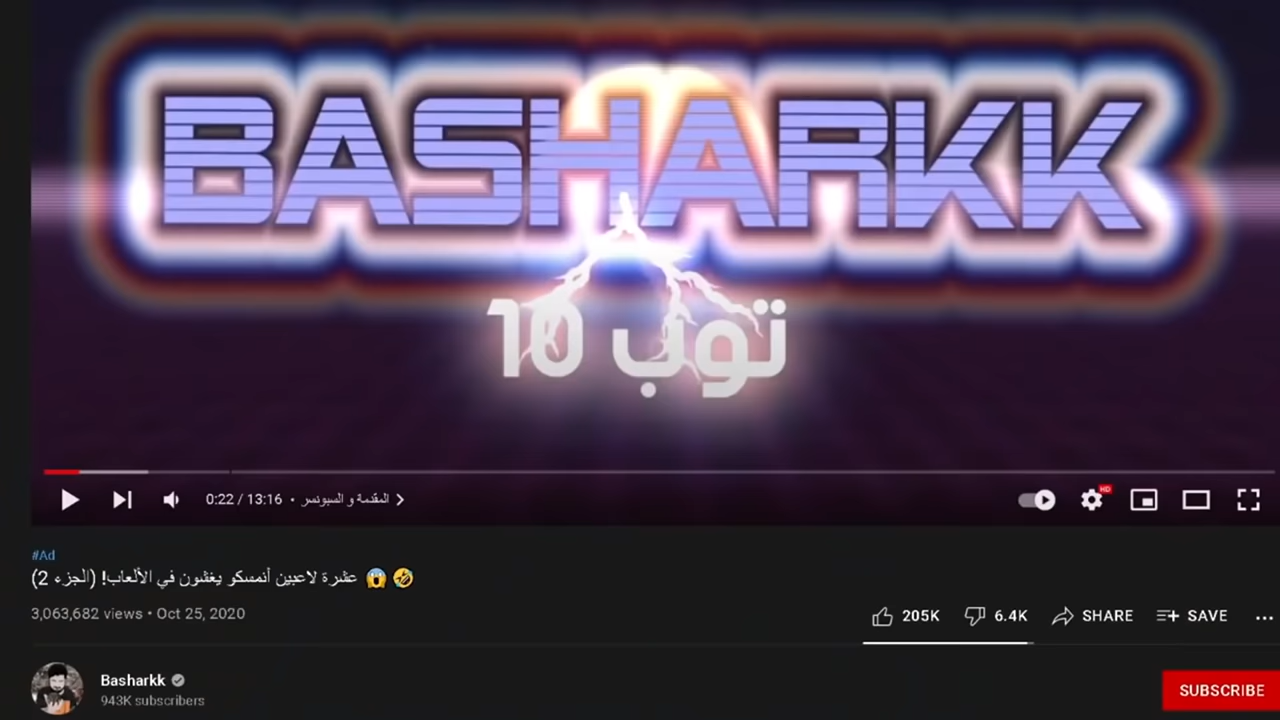 BASHARKK
توب 10
0:22 / 13:16 • المقدمة و السبونسر
HD
#Ad
عشرة لاعبين أنمسكو يغشون في الألعاب! (الجزء 2) 😱 🤣
3,063,682 views • Oct 25, 2020
205K 6.4K SHARE SAVE ...
Basharkk
943K subscribers
SUBSCRIBE